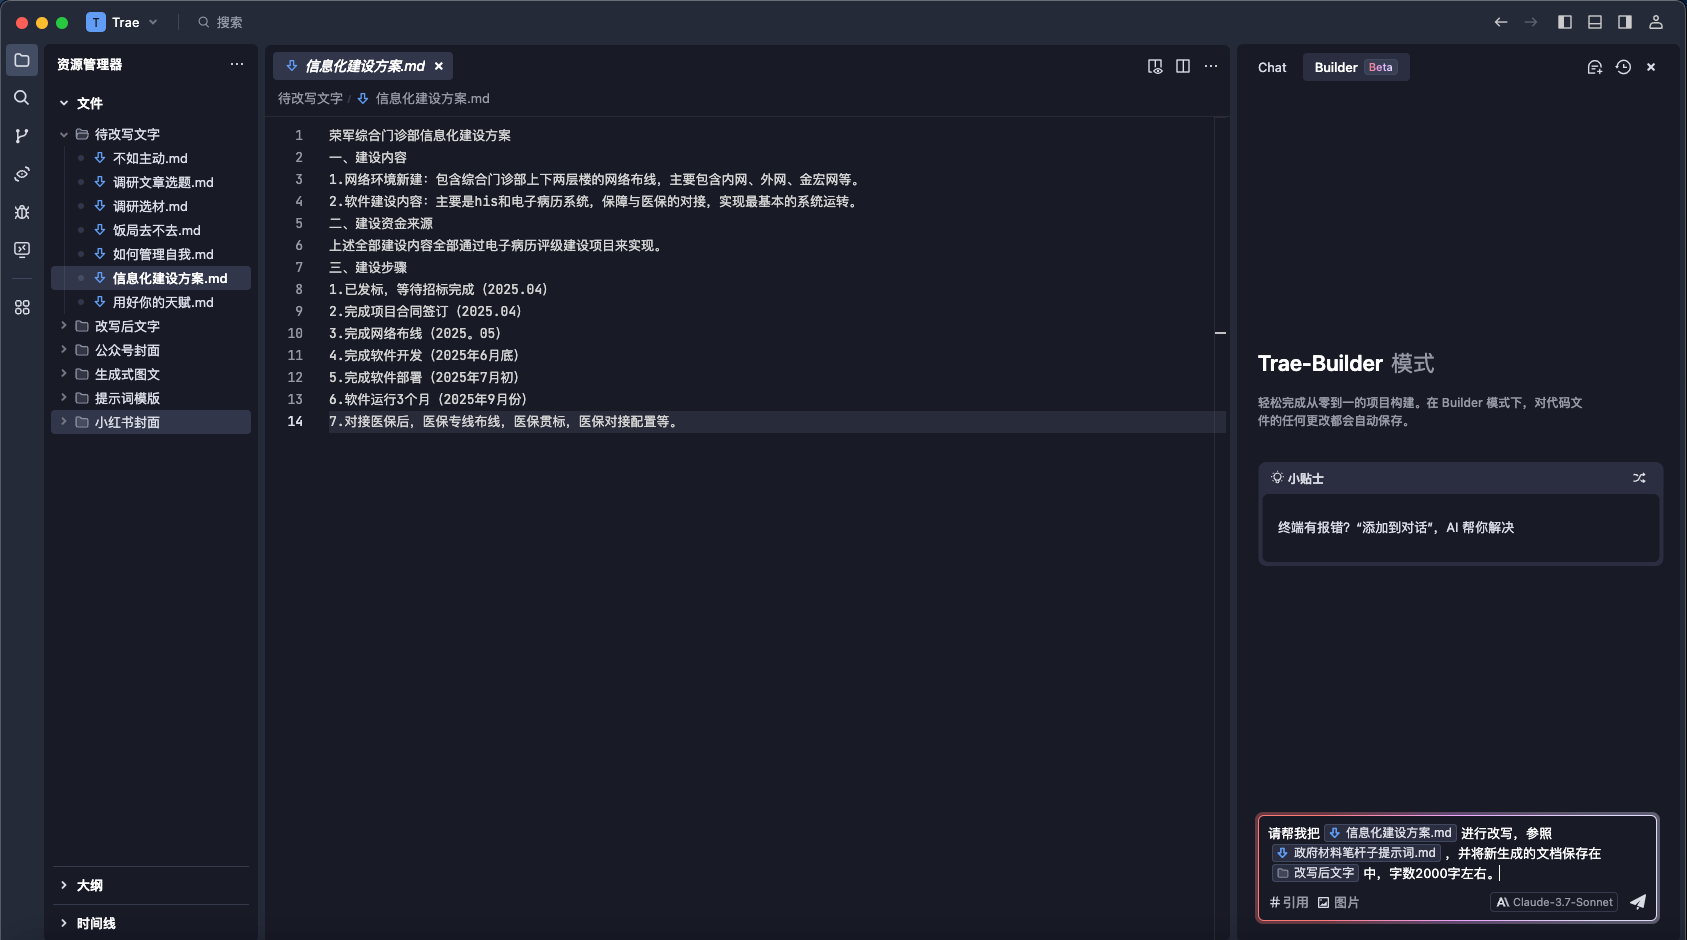 T Trae
搜索
资源管理器
文件
待改写文字
不如主动.md
调研文章选题.md
调研选材.md
饭局去不去.md
如何管理自我.md
信息化建设方案.md
用好你的天赋.md
改写后文字
公众号封面
生成式图文
提示词模版
小红书封面
大纲
时间线
信息化建设方案.md
待改写文字 / 信息化建设方案.md
1 荣军综合门诊部信息化建设方案
2 一、建设内容
3 1.网络环境新建：包含综合门诊部上下两层楼的网络布线，主要包含内网、外网、金宏网等。
4 2.软件建设内容：主要是his和电子病历系统，保障与医保的对接，实现最基本的系统运转。
5 二、建设资金来源
6 上述全部建设内容全部通过电子病历评级建设项目来实现。
7 三、建设步骤
8 1.已发标，等待招标完成（2025.04）
9 2.完成项目合同签订（2025.04）
10 3.完成网络布线（2025。05）
11 4.完成软件开发（2025年6月底）
12 5.完成软件部署（2025年7月初）
13 6.软件运行3个月（2025年9月份）
14 7.对接医保后，医保专线布线，医保贯标，医保对接配置等。
Chat Builder Beta
Trae-Builder 模式
轻松完成从零到一的项目构建。在 Builder 模式下，对代码文
件的任何更改都会自动保存。
小贴士
终端有报错？“添加到对话”，AI 帮你解决
请帮我把 信息化建设方案.md 进行改写，参照
政府材料笔杆子提示词.md ，并将新生成的文档保存在
改写后文字 中，字数2000字左右。
# 引用 图片 Claude-3.7-Sonnet